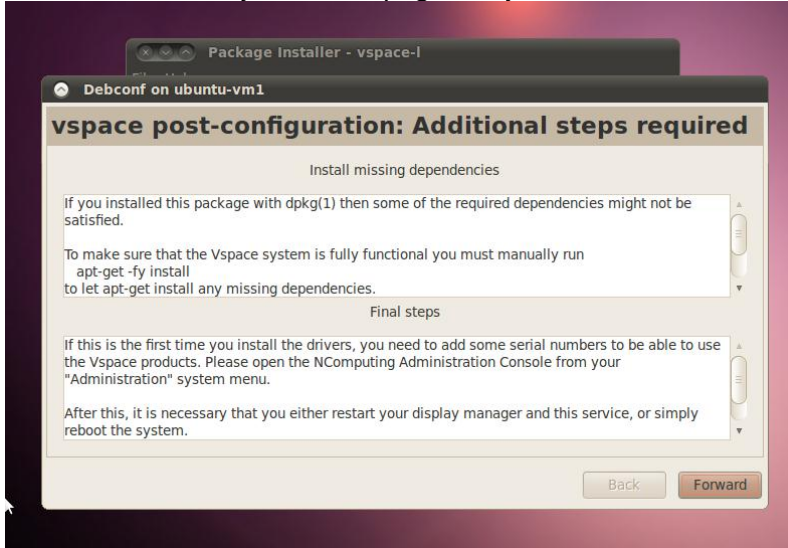 Package Installer - vspace-l
Debconf on ubuntu-vm1
vspace post-configuration: Additional steps required
Install missing dependencies
If you installed this package with dpkg(1) then some of the required dependencies might not be
satisfied.
To make sure that the Vspace system is fully functional you must manually run
apt-get -fy install
to let apt-get install any missing dependencies.
Final steps
If this is the first time you install the drivers, you need to add some serial numbers to be able to use
the Vspace products. Please open the NComputing Administration Console from your
"Administration" system menu.
After this, it is necessary that you either restart your display manager and this service, or simply
reboot the system.
Back
Forward